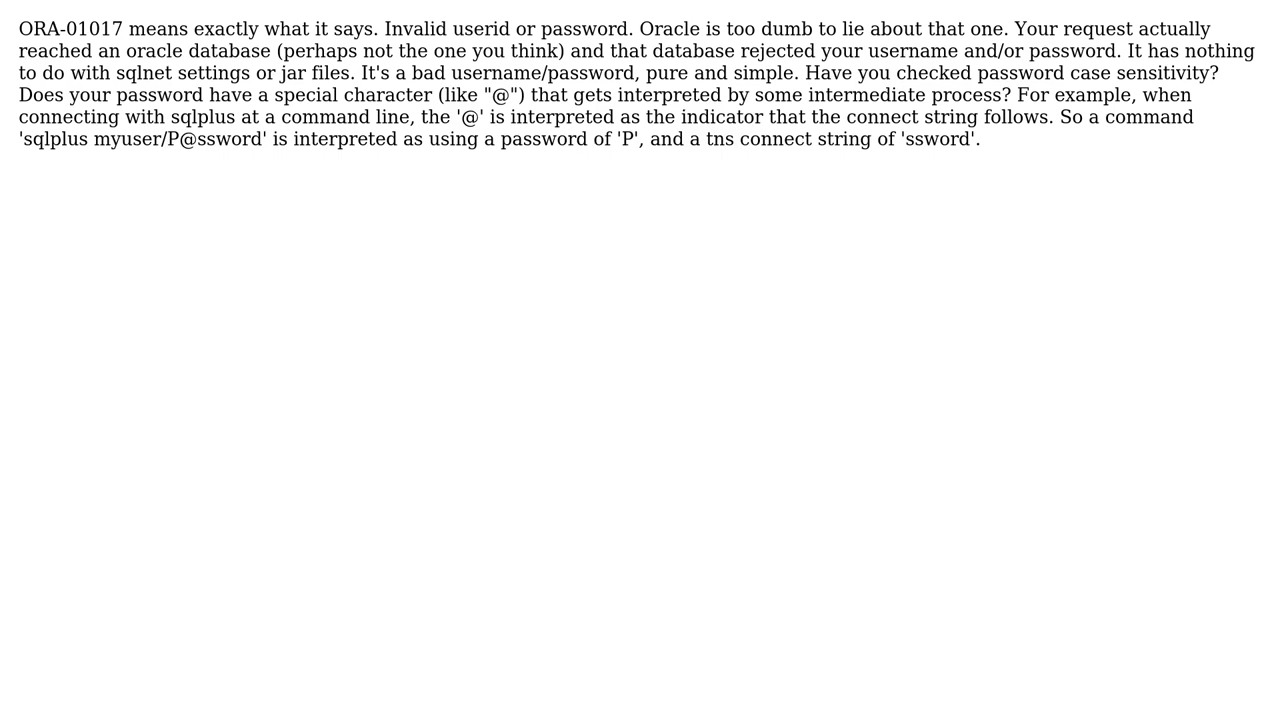 ORA-01017 means exactly what it says. Invalid userid or password. Oracle is too dumb to lie about that one. Your request actually
reached an oracle database (perhaps not the one you think) and that database rejected your username and/or password. It has nothing
to do with sqlnet settings or jar files. It's a bad username/password, pure and simple. Have you checked password case sensitivity?
Does your password have a special character (like "@") that gets interpreted by some intermediate process? For example, when
connecting with sqlplus at a command line, the '@' is interpreted as the indicator that the connect string follows. So a command
'sqlplus myuser/P@ssword' is interpreted as using a password of 'P', and a tns connect string of 'ssword'.